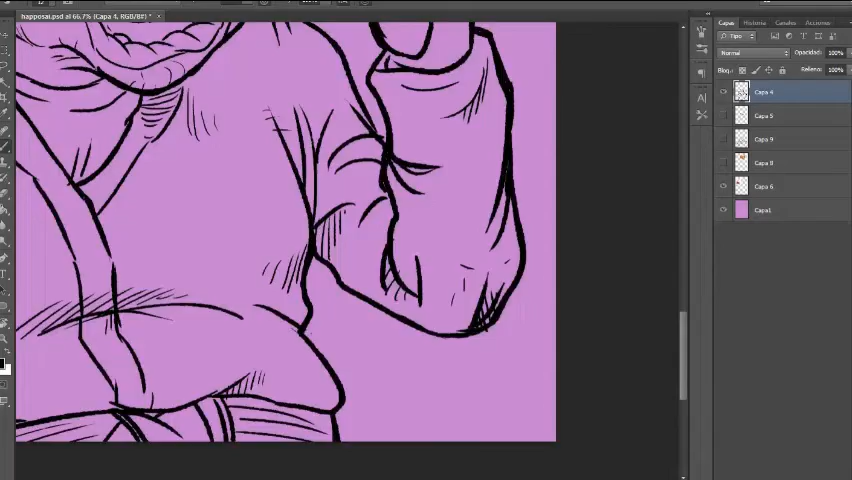 happosai.psd al 66,7% (Capa 4, RGB/8#) * ×
Capas Historia Canales Acciones
Tipo
Normal Opacidad: 100%
Bloq.: Relleno: 100%
Capa 4
Capa 5
Capa 9
Capa 8
Capa 6
Capa1